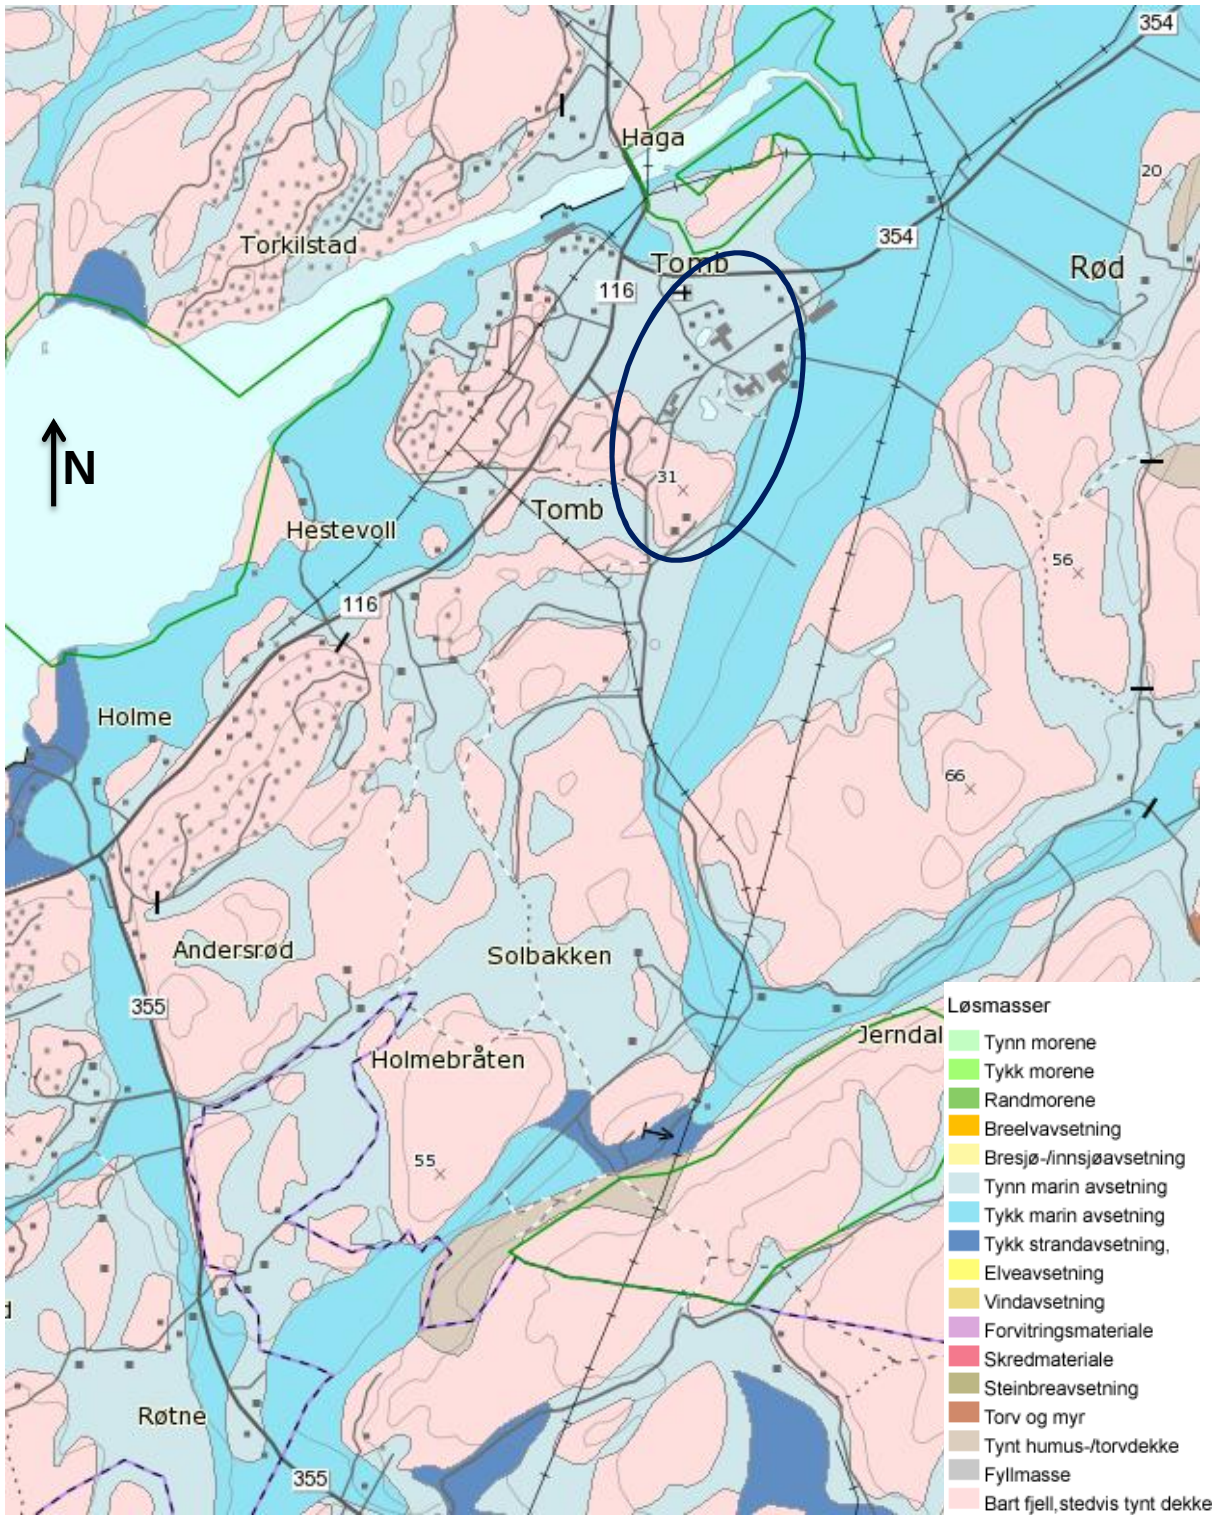 354
Haga
20
Torkilstad
354
Tomb
Rød
116
N
31
Tomb
Hestevoll
56
116
Holme
66
Andersrød
Solbakken
355
Jerndal
Holmebråten
55
d
Røtne
355
Løsmasser
Tynn morene
Tykk morene
Randmorene
Breelvavsetning
Bresjø-/innsjøavsetning
Tynn marin avsetning
Tykk marin avsetning
Tykk strandavsetning,
Elveavsetning
Vindavsetning
Forvitringsmateriale
Skredmateriale
Steinbreavsetning
Torv og myr
Tynt humus-/torvdekke
Fyllmasse
Bart fjell,stedvis tynt dekke